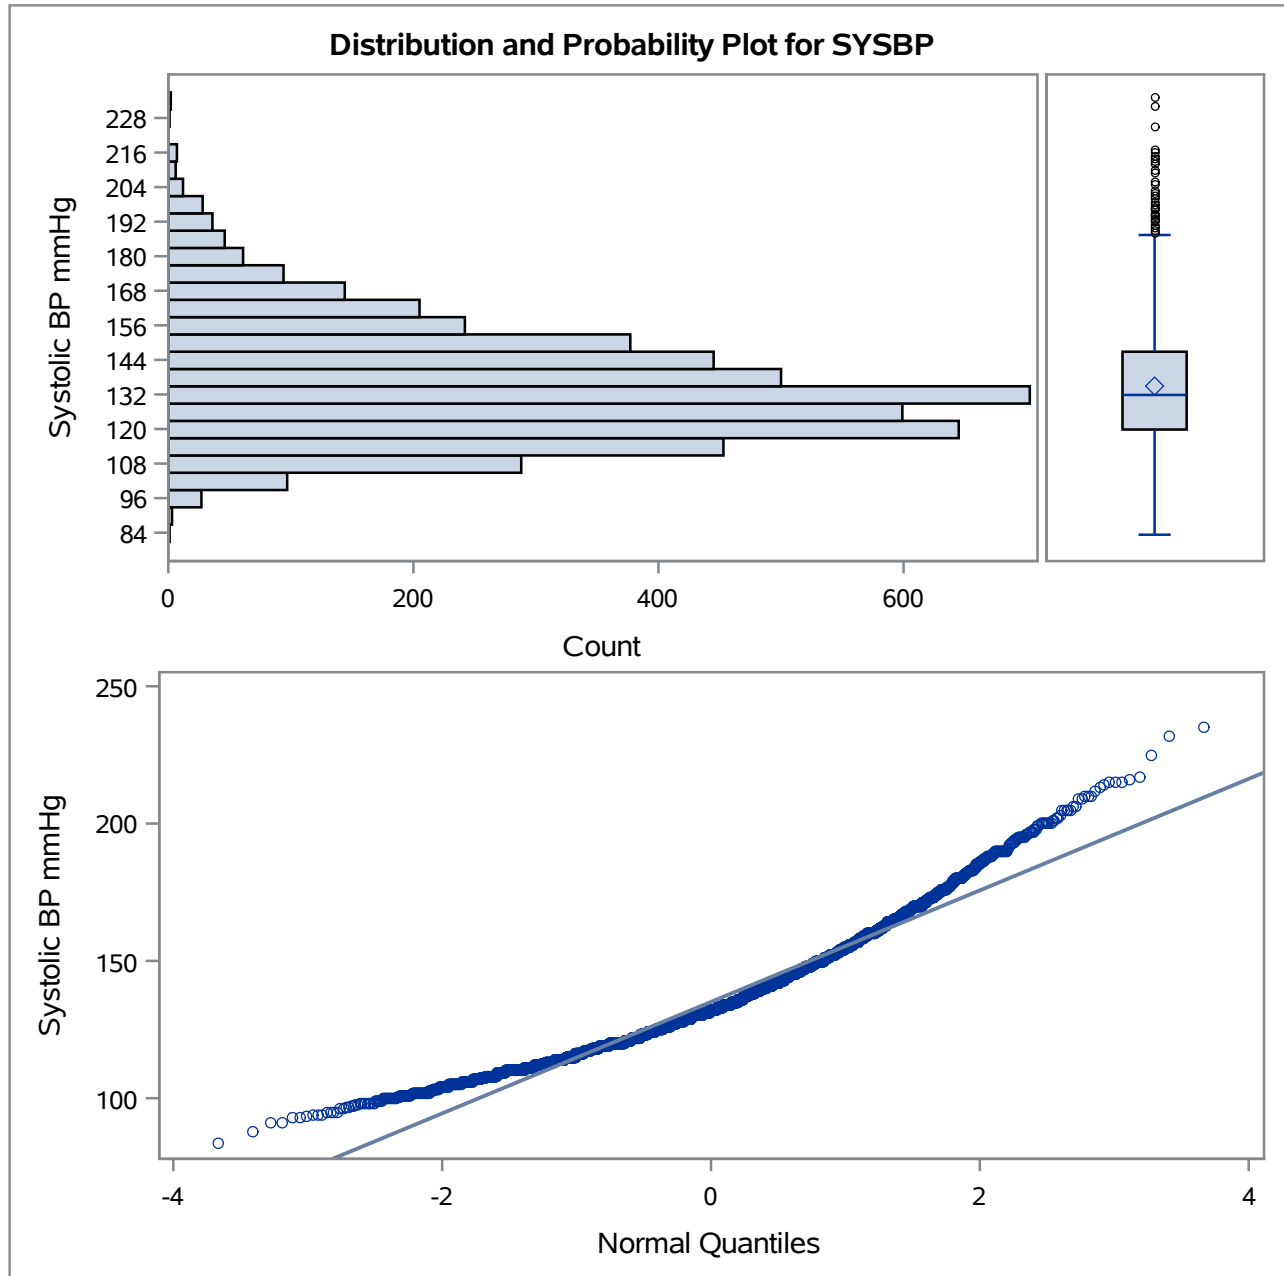 Distribution and Probability Plot for SYSBP
Systolic BP mmHg
228
216
204
192
180
168
156
144
132
120
108
96
84
0 200 400 600
Count
Systolic BP mmHg
250
200
150
100
-4 -2 0 2 4
Normal Quantiles